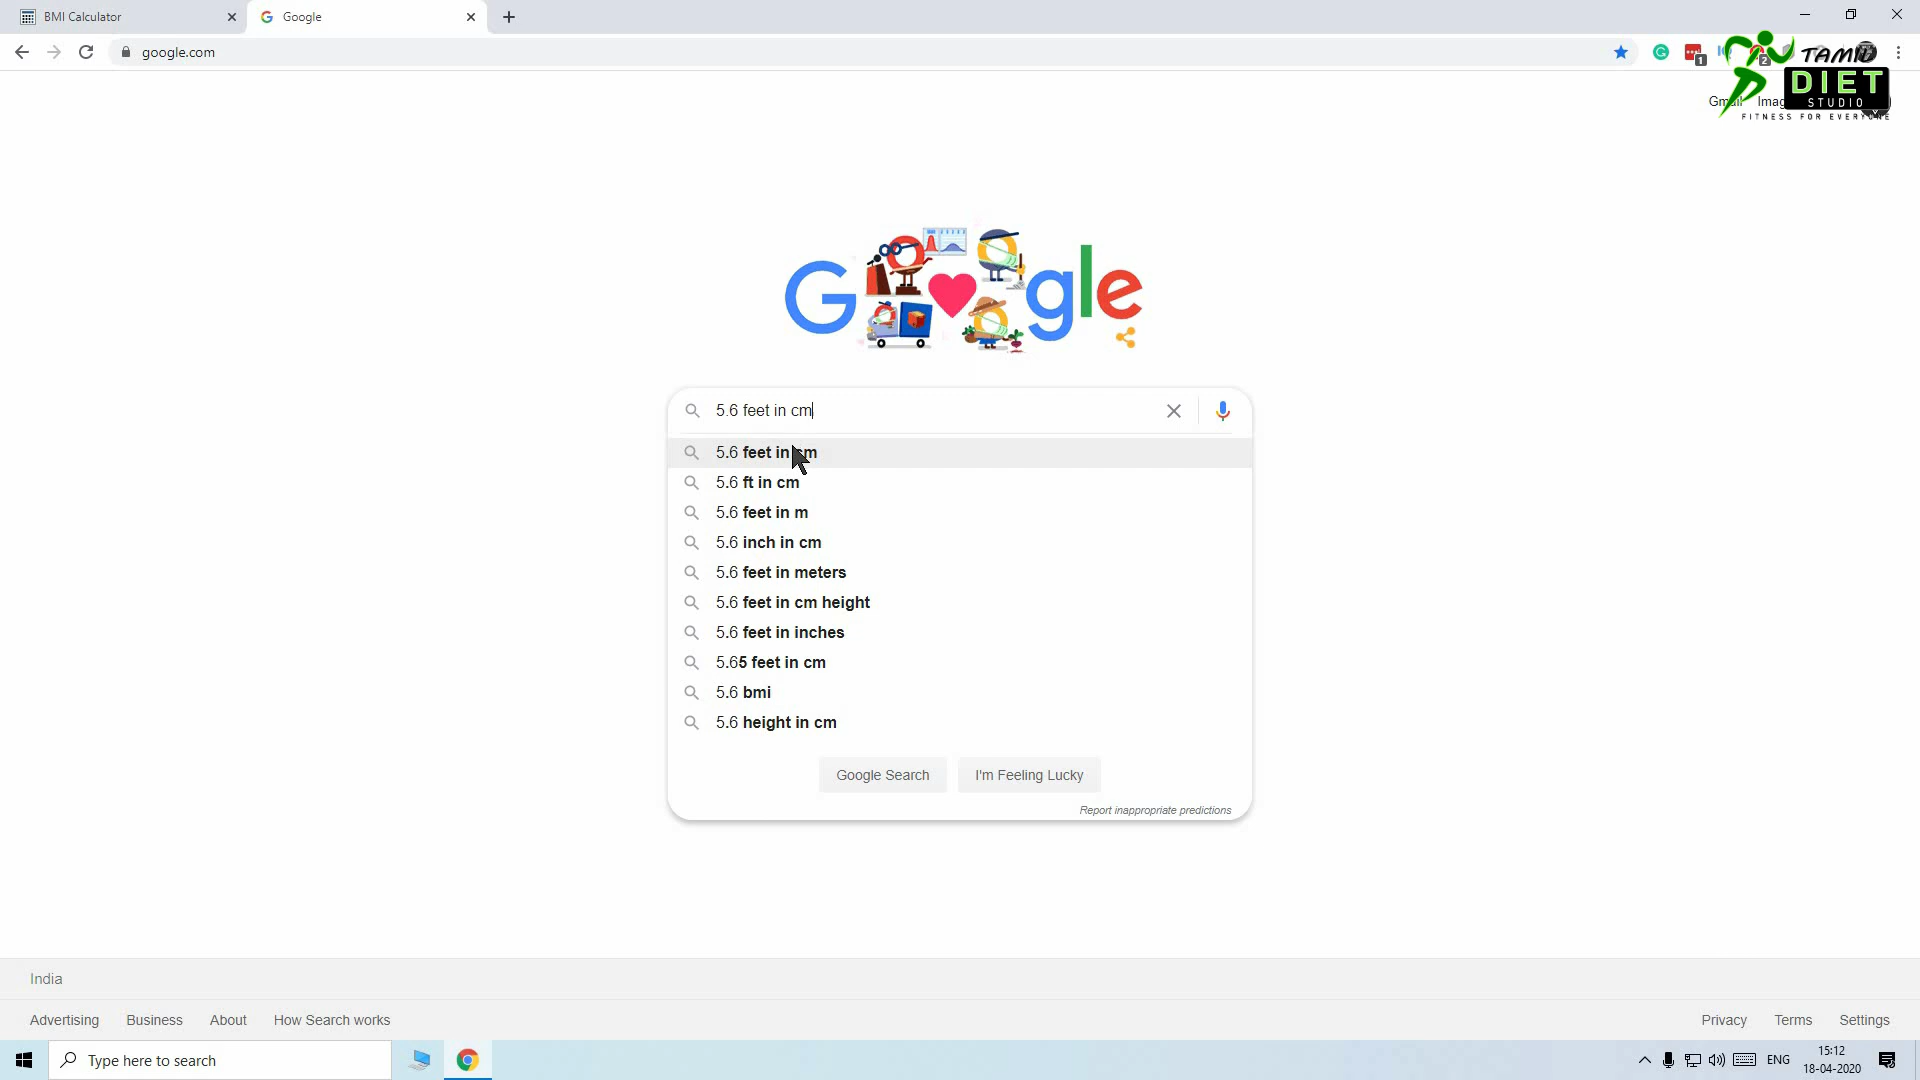 BMI Calculator
Google
google.com
1
2
TAMIL
DIET
STUDIO
FITNESS FOR EVERYONE
Gmail
Google
5.6 feet in cm
5.6 feet in cm
5.6 ft in cm
5.6 feet in m
5.6 inch in cm
5.6 feet in meters
5.6 feet in cm height
5.6 feet in inches
5.65 feet in cm
5.6 bmi
5.6 height in cm
Google Search
I'm Feeling Lucky
Report inappropriate predictions
India
Advertising
Business
About
How Search works
Privacy
Terms
Settings
Type here to search
ENG
15:12
18-04-2020